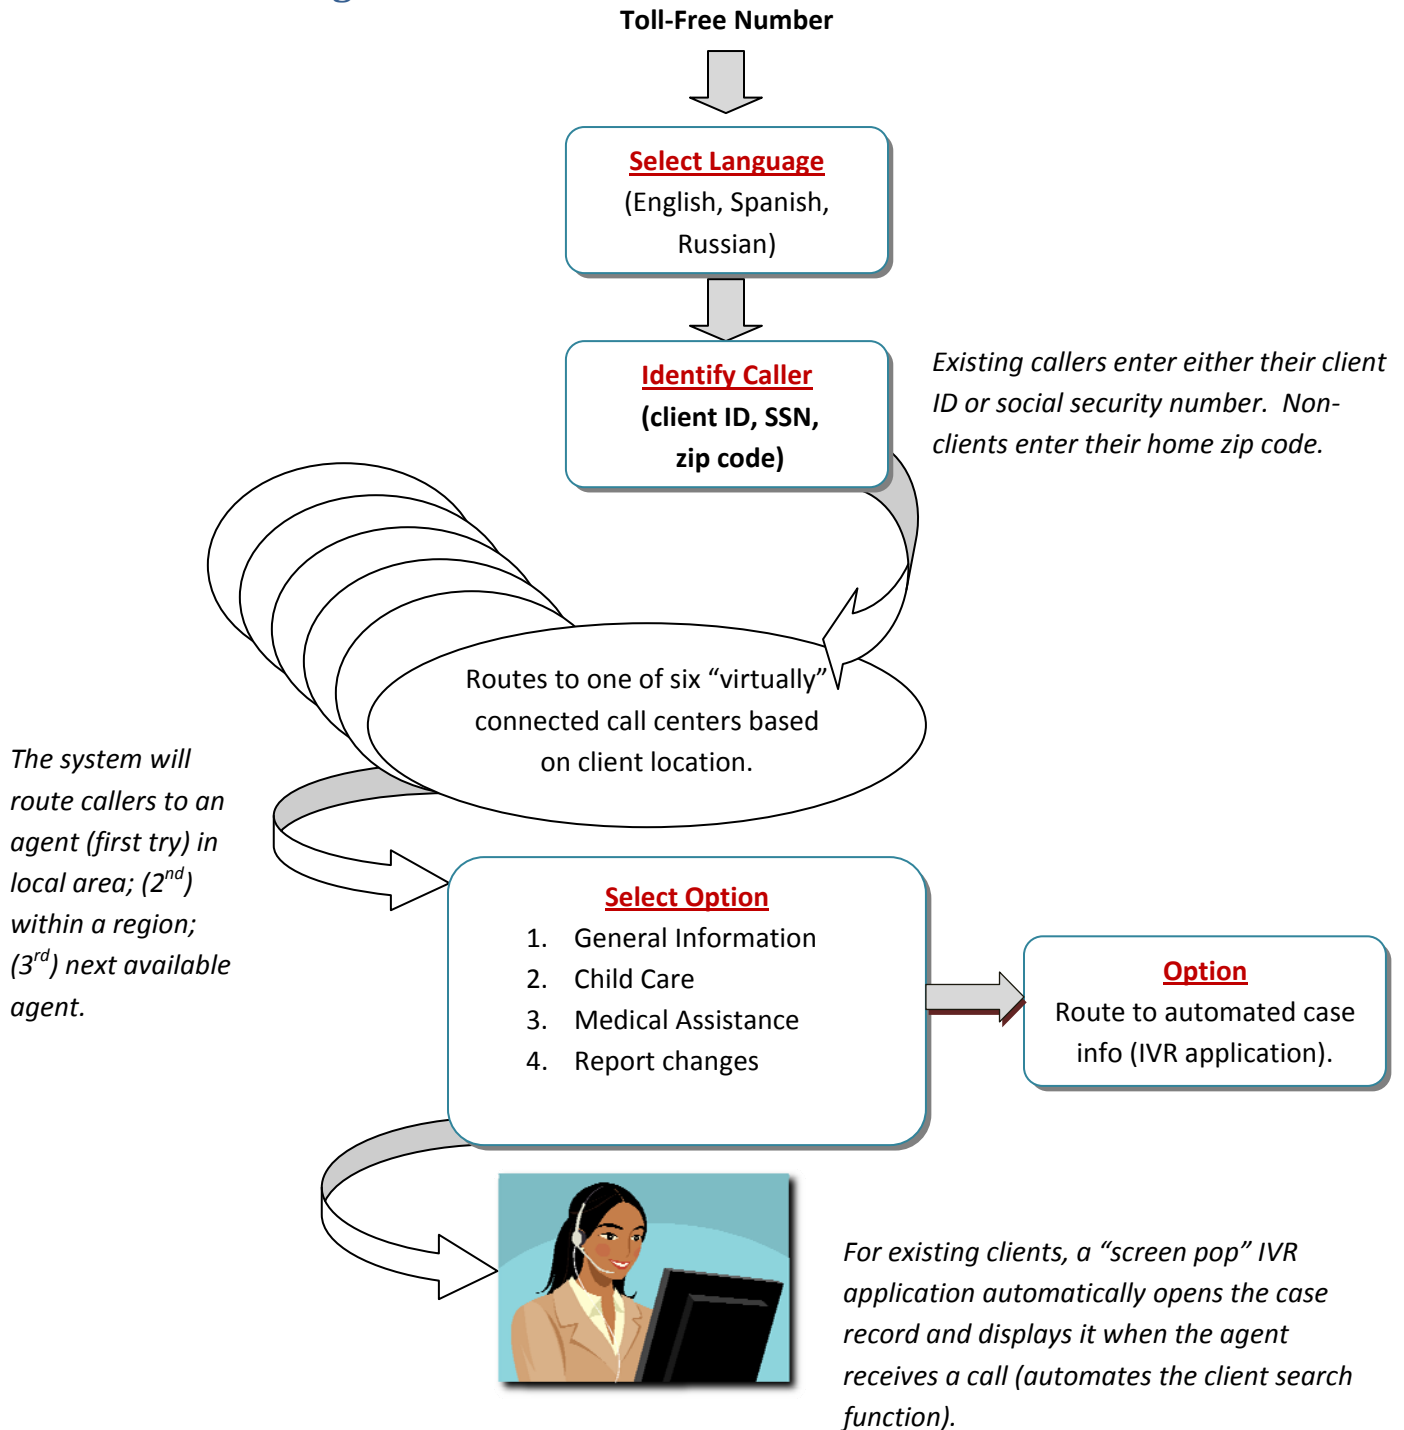 Toll-Free Number
Select Language
(English, Spanish,
Russian)
Identify Caller
(client ID, SSN,
zip code)
Existing callers enter either their client
ID or social security number.  Non-
clients enter their home zip code.
Routes to one of six “virtually”
connected call centers based
on client location.
The system will
route callers to an
agent (first try) in
local area; (2nd)
within a region;
(3rd) next available
agent.
Select Option
1. General Information
2. Child Care
3. Medical Assistance
4. Report changes
Option
Route to automated case
info (IVR application).
For existing clients, a “screen pop” IVR
application automatically opens the case
record and displays it when the agent
receives a call (automates the client search
function).